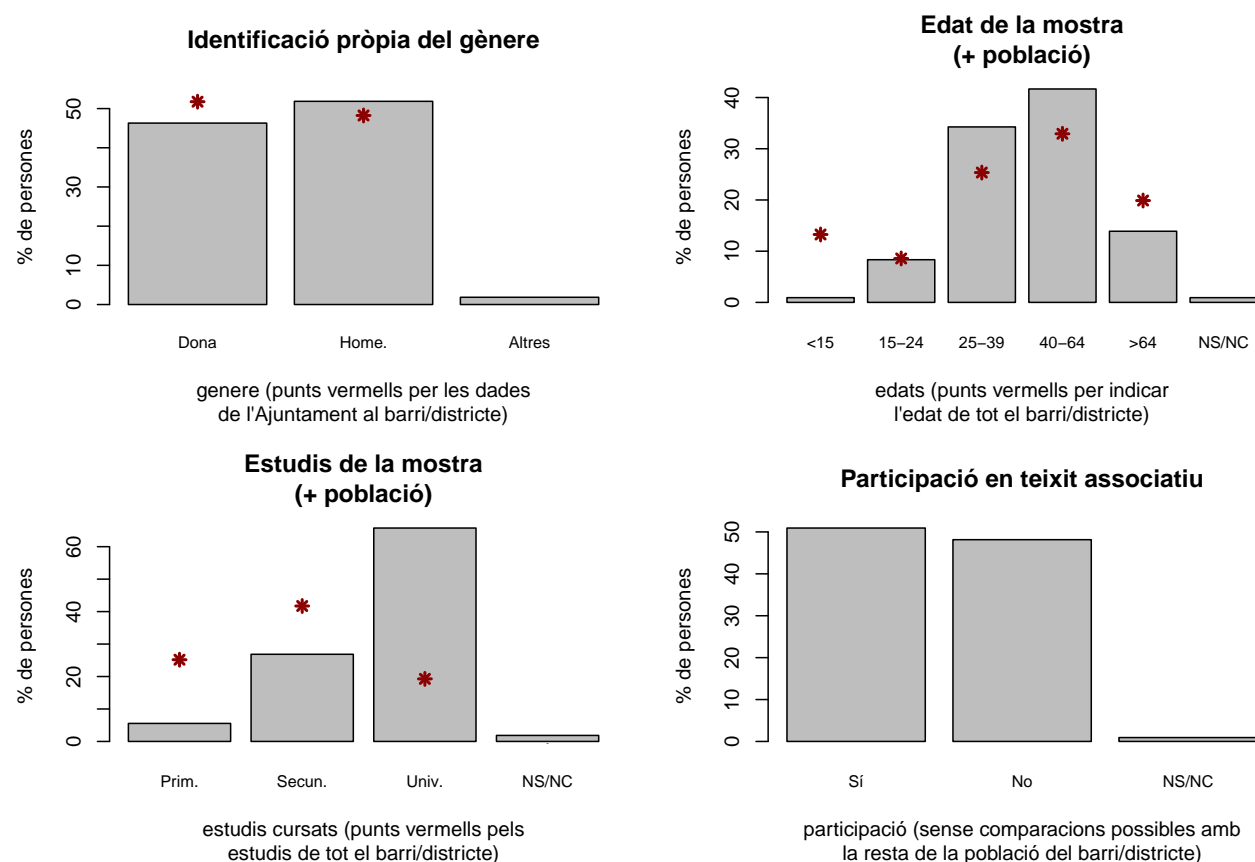 Identificació pròpia del gènere
% de persones
0
10
30
50
Dona
Home.
Altres
genere (punts vermells per les dades
de l'Ajuntament al barri/districte)
Edat de la mostra
(+ població)
% de persones
0
10
20
30
40
<15
15−24
25−39
40−64
>64
NS/NC
edats (punts vermells per indicar
l'edat de tot el barri/districte)
Estudis de la mostra
(+ població)
% de persones
0
20
40
60
Prim.
Secun.
Univ.
NS/NC
estudis cursats (punts vermells pels
estudis de tot el barri/districte)
Participació en teixit associatiu
% de persones
0
10
20
30
40
50
Sí
No
NS/NC
participació (sense comparacions possibles amb
la resta de la població del barri/districte)